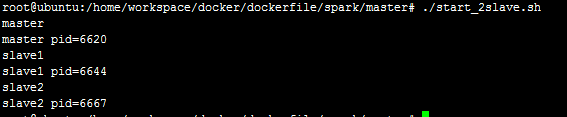 root@ubuntu:/home/workspace/docker/dockerfile/spark/master# ./start_2slave.sh
master
master pid=6620
slave1
slave1 pid=6644
slave2
slave2 pid=6667